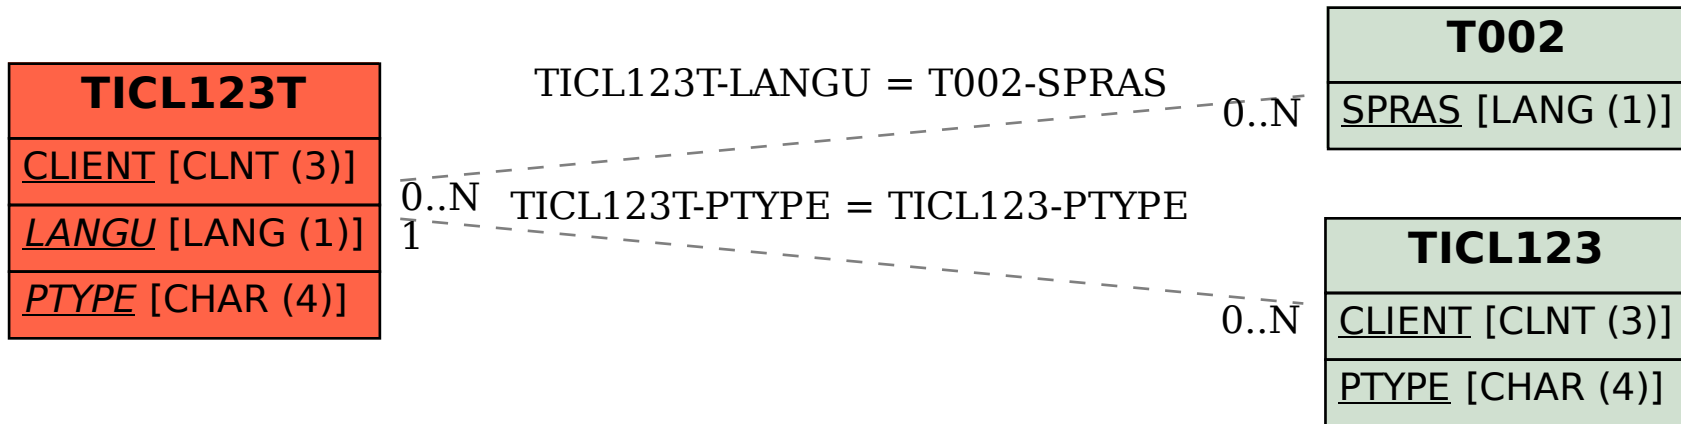 TICL123T
CLIENT [CLNT (3)]
LANGU [LANG (1)]
PTYPE [CHAR (4)]
TICL123T-LANGU = T002-SPRAS
0..N
0..N
TICL123T-PTYPE = TICL123-PTYPE
1
0..N
T002
SPRAS [LANG (1)]
TICL123
CLIENT [CLNT (3)]
PTYPE [CHAR (4)]